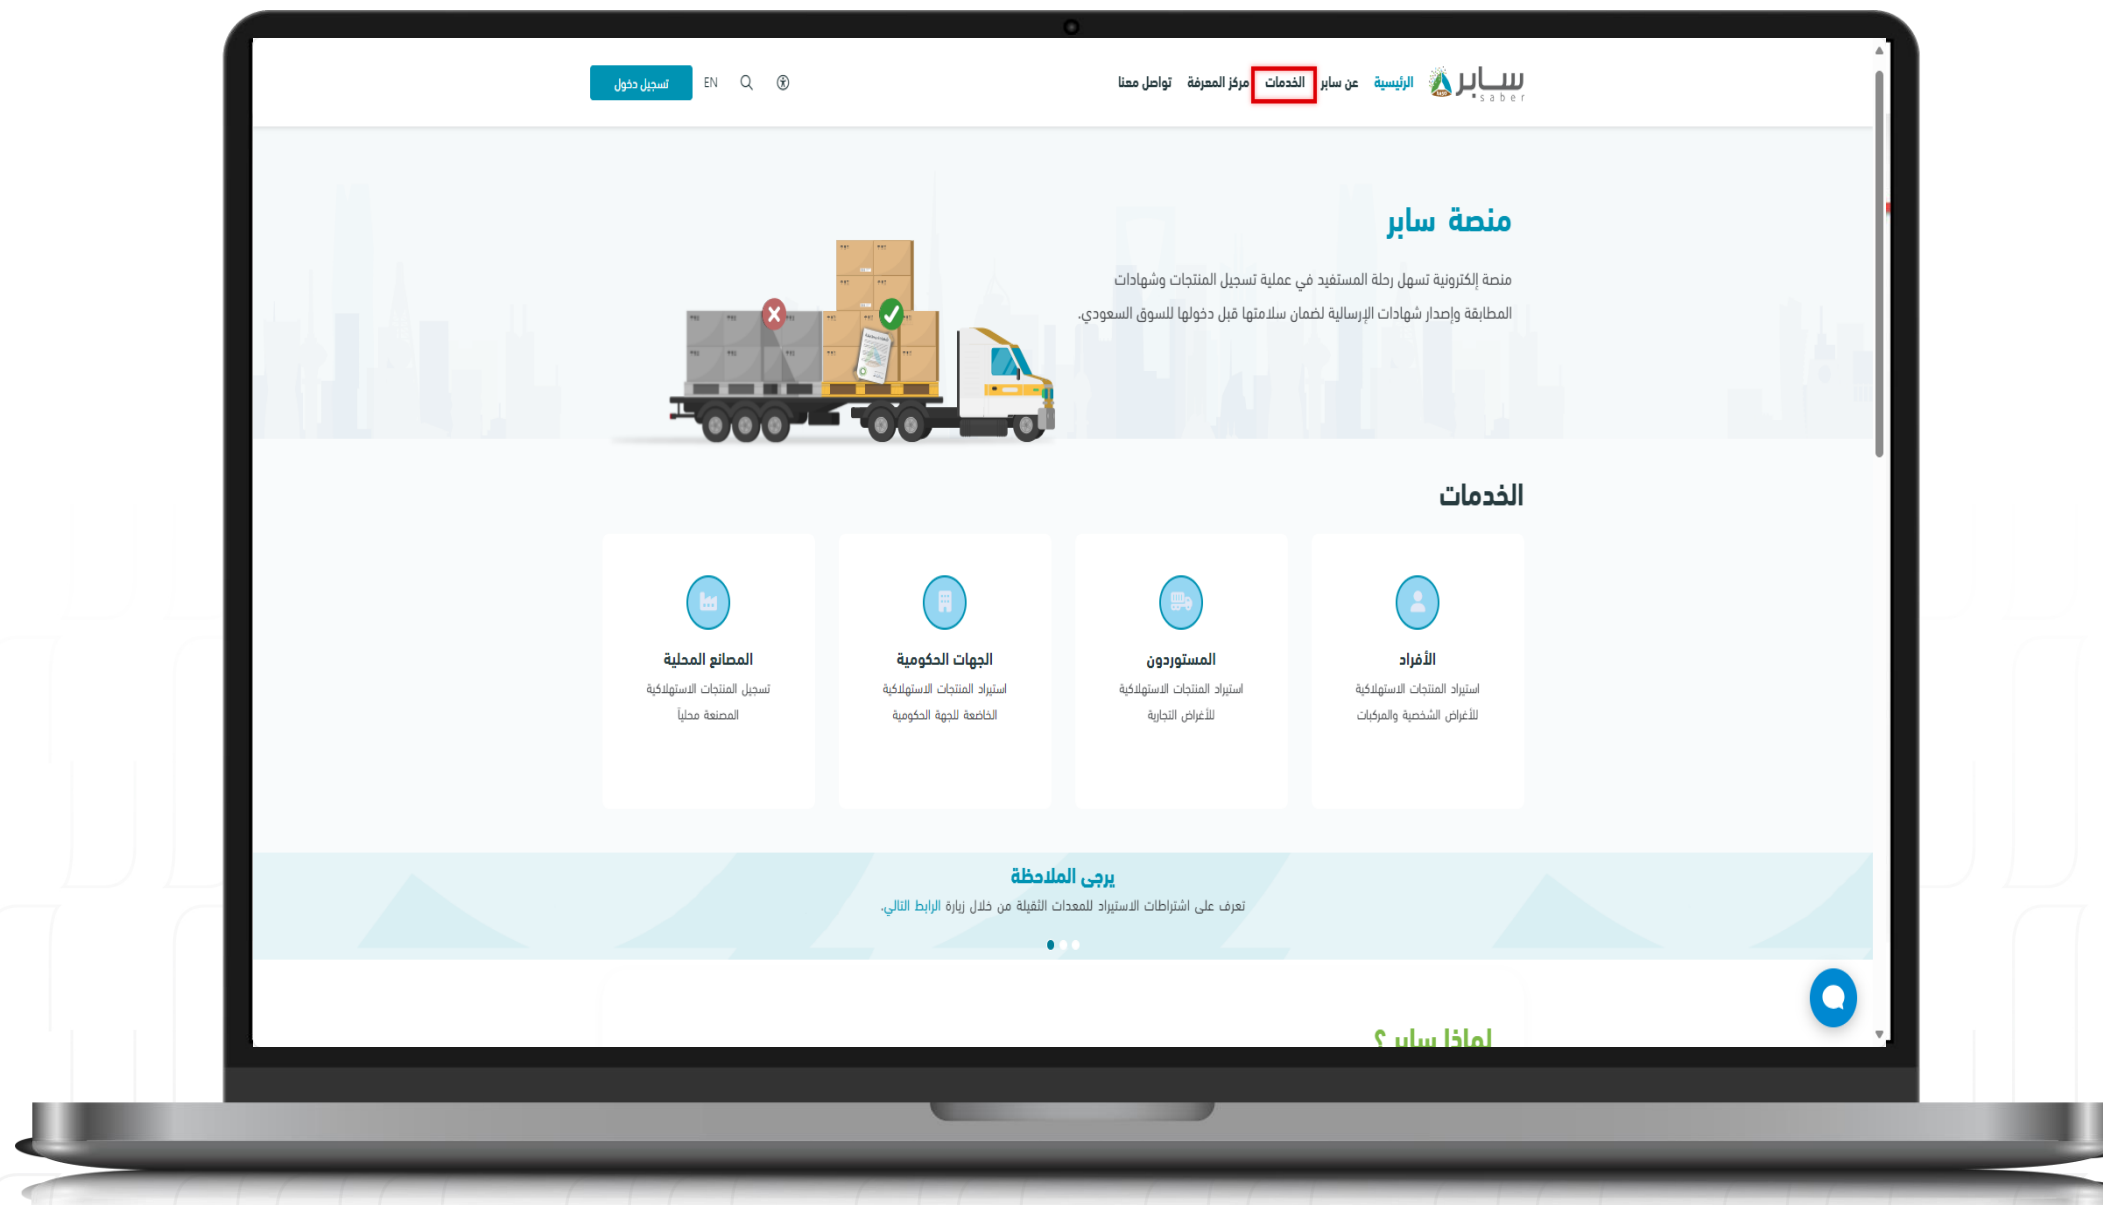 سابر
saber
الرئيسية
عن سابر
الخدمات
مركز المعرفة
تواصل معنا
EN
تسجيل دخول
منصة سابر
منصة إلكترونية تسهل رحلة المستفيد في عملية تسجيل المنتجات وشهادات
المطابقة وإصدار شهادات الإرسالية لضمان سلامتها قبل دخولها للسوق السعودي.
الخدمات
الأفراد
استيراد المنتجات الاستهلاكية
للأغراض الشخصية والمركبات
المستوردون
استيراد المنتجات الاستهلاكية
للأغراض التجارية
الجهات الحكومية
استيراد المنتجات الاستهلاكية
الخاضعة للجهة الحكومية
المصانع المحلية
تسجيل المنتجات الاستهلاكية
المصنعة محلياً
يرجى الملاحظة
تعرف على اشتراطات الاستيراد للمعدات الثقيلة من خلال زيارة الرابط التالي.
لماذا سابر ؟